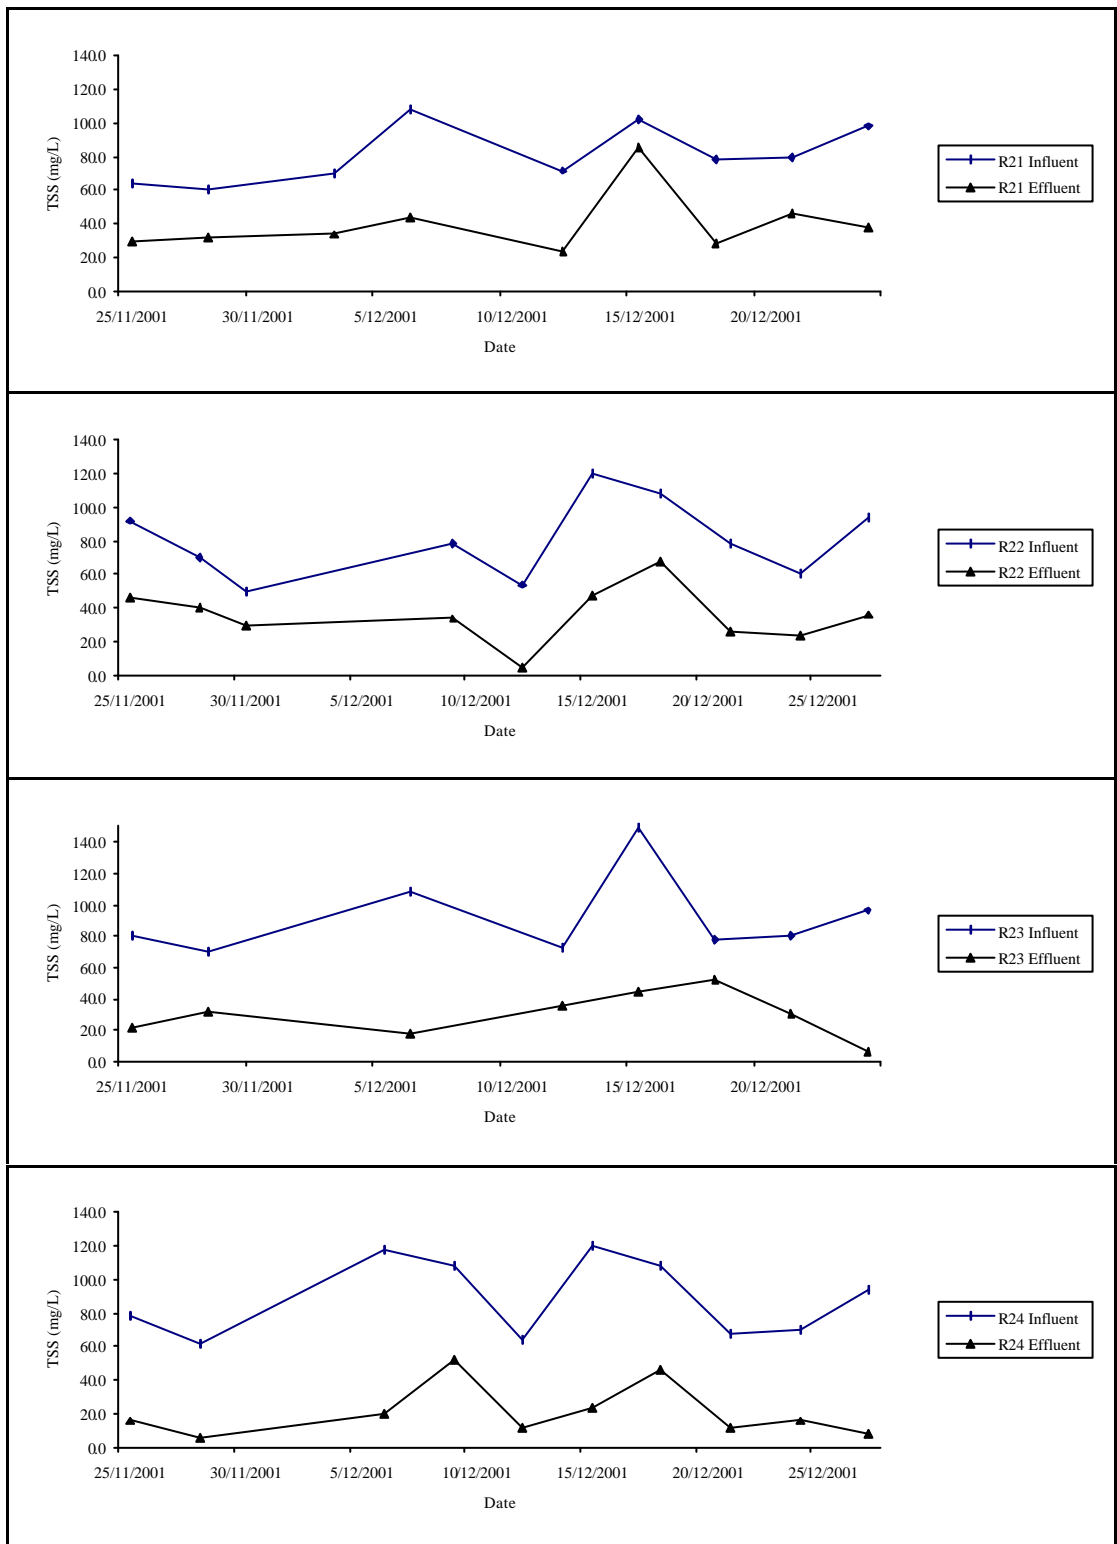 140.0
120.0
100.0
80.0
60.0
40.0
20.0
0.0
TSS (mg/L)
25/11/2001 30/11/2001 5/12/2001 10/12/2001 15/12/2001 20/12/2001
Date
R21 Influent
R21 Effluent
140.0
120.0
100.0
80.0
60.0
40.0
20.0
0.0
TSS (mg/L)
25/11/2001 30/11/2001 5/12/2001 10/12/2001 15/12/2001 20/12/2001 25/12/2001
Date
R22 Influent
R22 Effluent
140.0
120.0
100.0
80.0
60.0
40.0
20.0
0.0
TSS (mg/L)
25/11/2001 30/11/2001 5/12/2001 10/12/2001 15/12/2001 20/12/2001
Date
R23 Influent
R23 Effluent
140.0
120.0
100.0
80.0
60.0
40.0
20.0
0.0
TSS (mg/L)
25/11/2001 30/11/2001 5/12/2001 10/12/2001 15/12/2001 20/12/2001 25/12/2001
Date
R24 Influent
R24 Effluent